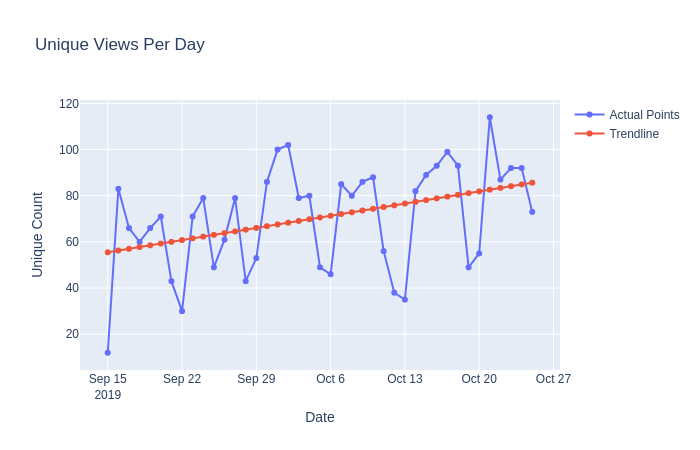 Unique Views Per Day
120
100
80
60
40
20
Unique Count
Sep 15
2019
Sep 22
Sep 29
Oct 6
Oct 13
Oct 20
Oct 27
Date
Actual Points
Trendline